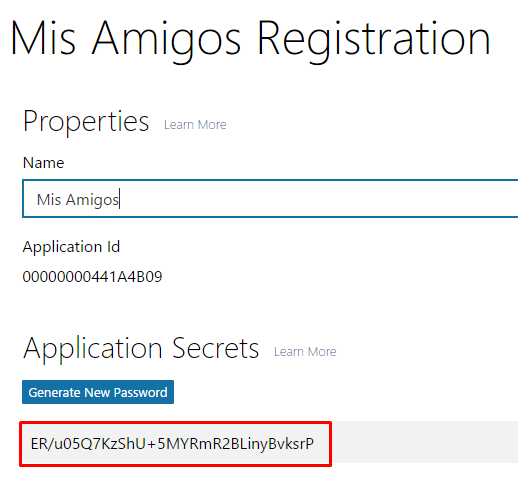 Mis Amigos Registration
Properties Learn More
Name
Mis Amigos
Application Id
00000000441A4B09
Application Secrets Learn More
Generate New Password
ER/u05Q7KzShU+5MYRmR2BLinyBvksrP